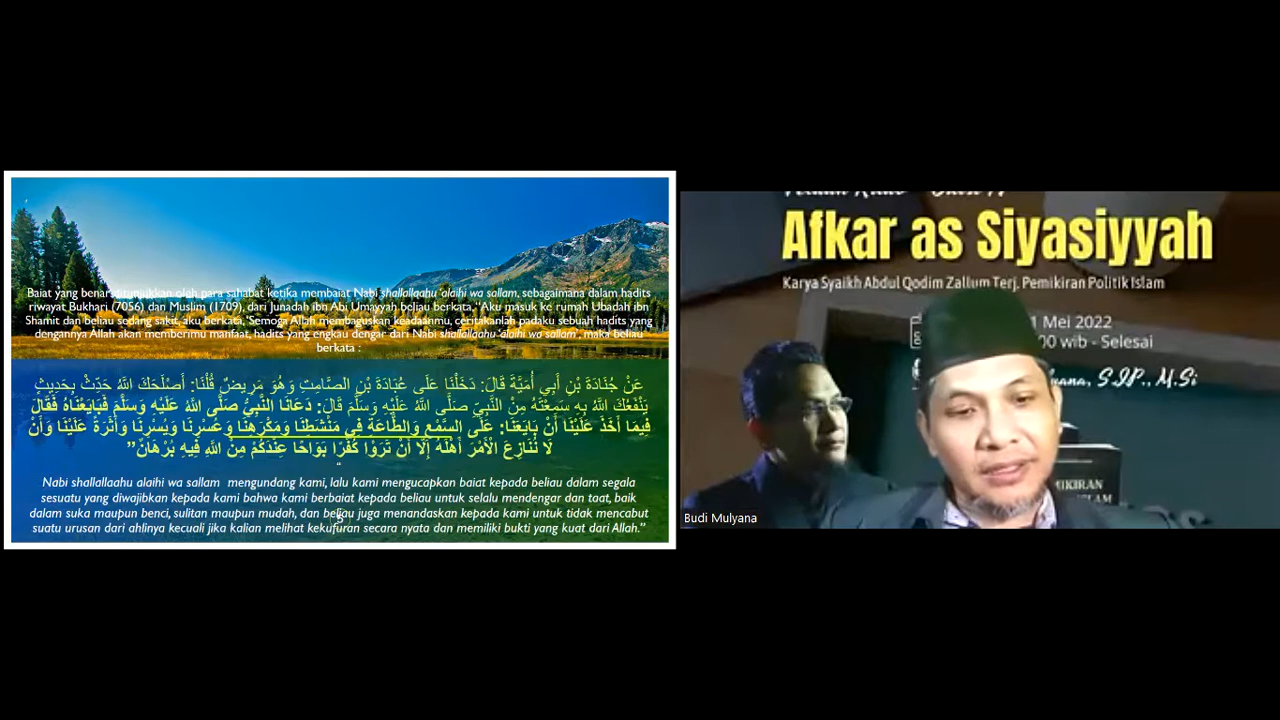 Baiat yang benar ditunjukkan oleh para sahabat ketika membaiat Nabi shallallaahu 'alaihi wa sallam, sebagaimana dalam hadits
riwayat Bukhari (7056) dan Muslim (1709), dari Junadah ibn Abi Umayyah beliau berkata, "Aku masuk ke rumah Ubadah ibn
Shamit dan beliau sedang sakit, aku berkata, 'Semoga Allah membaguskan keadaanmu, ceritakanlah padaku sebuah hadits yang
dengannya Allah akan memberimu manfaat, hadits yang engkau dengar dari Nabi shallallaahu 'alaihi wa sallam', maka beliau
berkata :
عَنْ جُنَادَةَ بْنِ أَبِي أُمَيَّةَ قَالَ: دَخَلْنَا عَلَى عُبَادَةَ بْنِ الصَّامِتِ وَهُوَ مَرِيضٌ قُلْنَا: أَصْلَحَكَ اللَّهُ حَدِّثْ بِحَدِيثٍ
يَنْفَعُكَ اللَّهُ بِهِ سَمِعْتَهُ مِنْ النَّبِيِّ صَلَّى اللَّهُ عَلَيْهِ وَسَلَّمَ قَالَ: دَعَانَا النَّبِيُّ صَلَّى اللهُ عَلَيْهِ وَسَلَّمَ فَبَايَعْنَاهُ فَقَالَ
فِيمَا أَخَذَ عَلَيْنَا أَنْ بَايَعَنَا: عَلَى السَّمْعِ وَالطَّاعَةِ فِي مَنْشَطِنَا وَمَكْرَهِنَا وَعُسْرِنَا وَيُسْرِنَا وَأَثَرَةً عَلَيْنَا وَأَنْ
لَا نُنَازِعَ الْأَمْرَ أَهْلَهُ إِلَّا أَنْ تَرَوْا كُفْرًا بَوَاحًا عِنْدَكُمْ مِنْ اللَّهِ فِيهِ بُرْهَانٌ”
Nabi shallallaahu alaihi wa sallam mengundang kami, lalu kami mengucapkan baiat kepada beliau dalam segala
sesuatu yang diwajibkan kepada kami bahwa kami berbaiat kepada beliau untuk selalu mendengar dan taat, baik
dalam suka maupun benci, sulitan maupun mudah, dan beliau juga menandaskan kepada kami untuk tidak mencabut
suatu urusan dari ahlinya kecuali jika kalian melihat kekufuran secara nyata dan memiliki bukti yang kuat dari Allah.”
Afkar as Siyasiyyah
Karya Syaikh Abdul Qodim Zallum Terj. Pemikiran Politik Islam
Mei 2022
00 wib - Selesai
S.IP., M.Si
MIKIRAN
ISLAM
Budi Mulyana